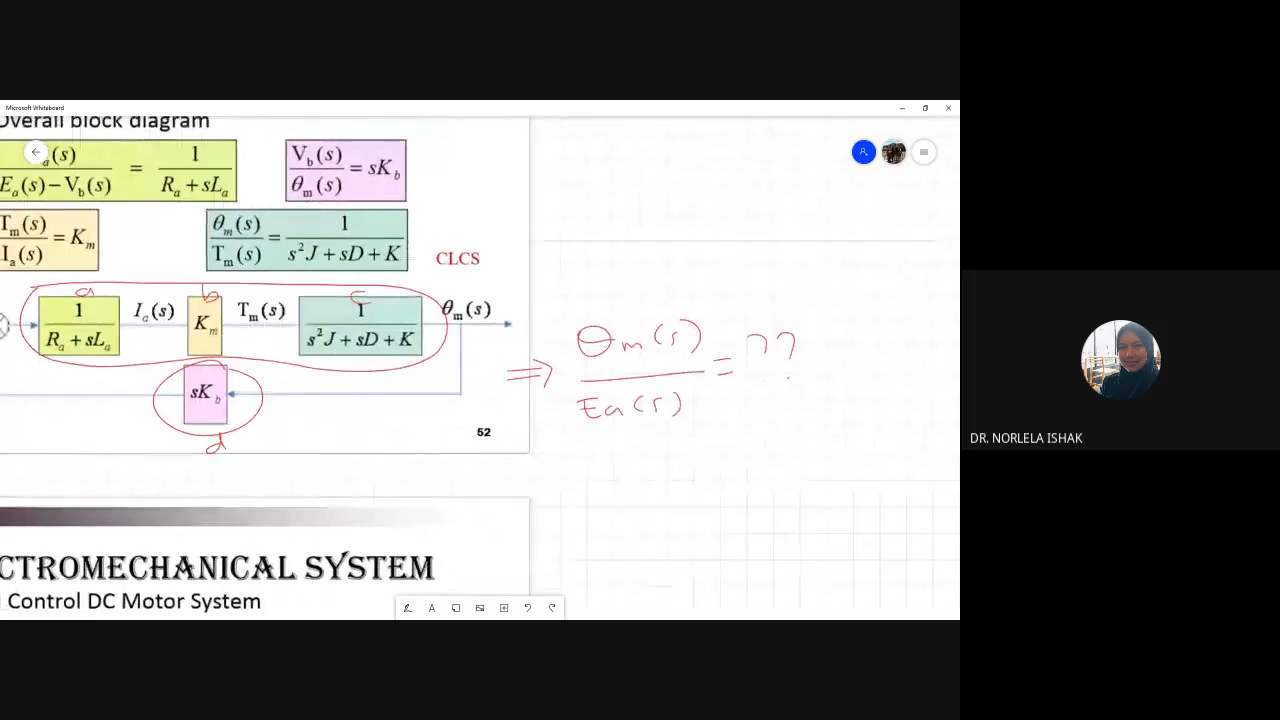 Microsoft Whiteboard
Overall block diagram
a(s) / Ea(s) − Vb(s) = 1 / Ra + sLa
Vb(s) / θm(s) = sKb
Tm(s) / Ia(s) = Km
θm(s) / Tm(s) = 1 / s²J + sD + K
CLCS
a
b
c
1 / Ra + sLa
Ia(s)
Km
Tm(s)
1 / s²J + sD + K
θm(s)
sKb
d
52
⇒ θm(s) / Ea(s) = ??
CTROMECHANICAL SYSTEM
Control DC Motor System
A
DR. NORLELA ISHAK